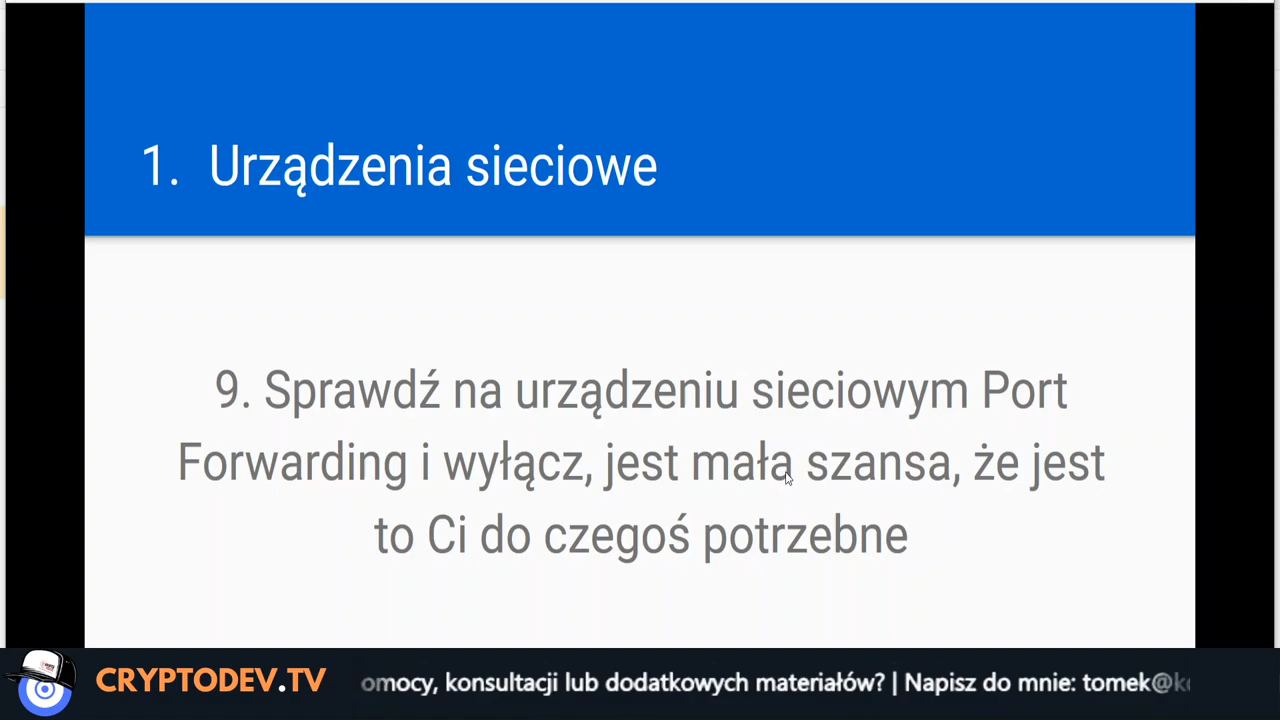 1. Urządzenia sieciowe
9. Sprawdź na urządzeniu sieciowym Port
Forwarding i wyłącz, jest mała szansa, że jest
to Ci do czegoś potrzebne
CRYPTODEV.TV
omocy, konsultacji lub dodatkowych materiałów? | Napisz do mnie: tomek@k